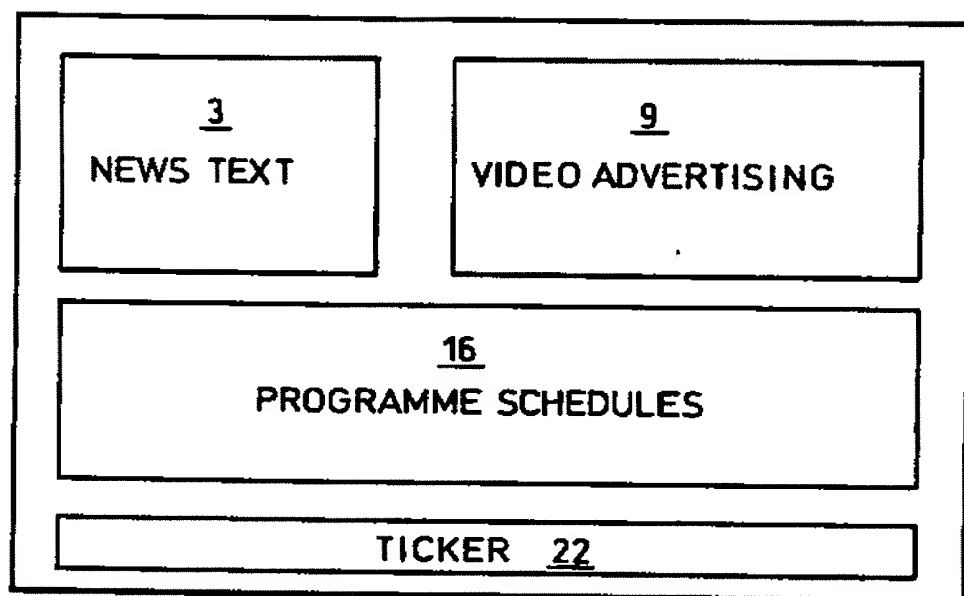 3
NEWS TEXT
9
VIDEO ADVERTISING
16
PROGRAMME SCHEDULES
TICKER 22